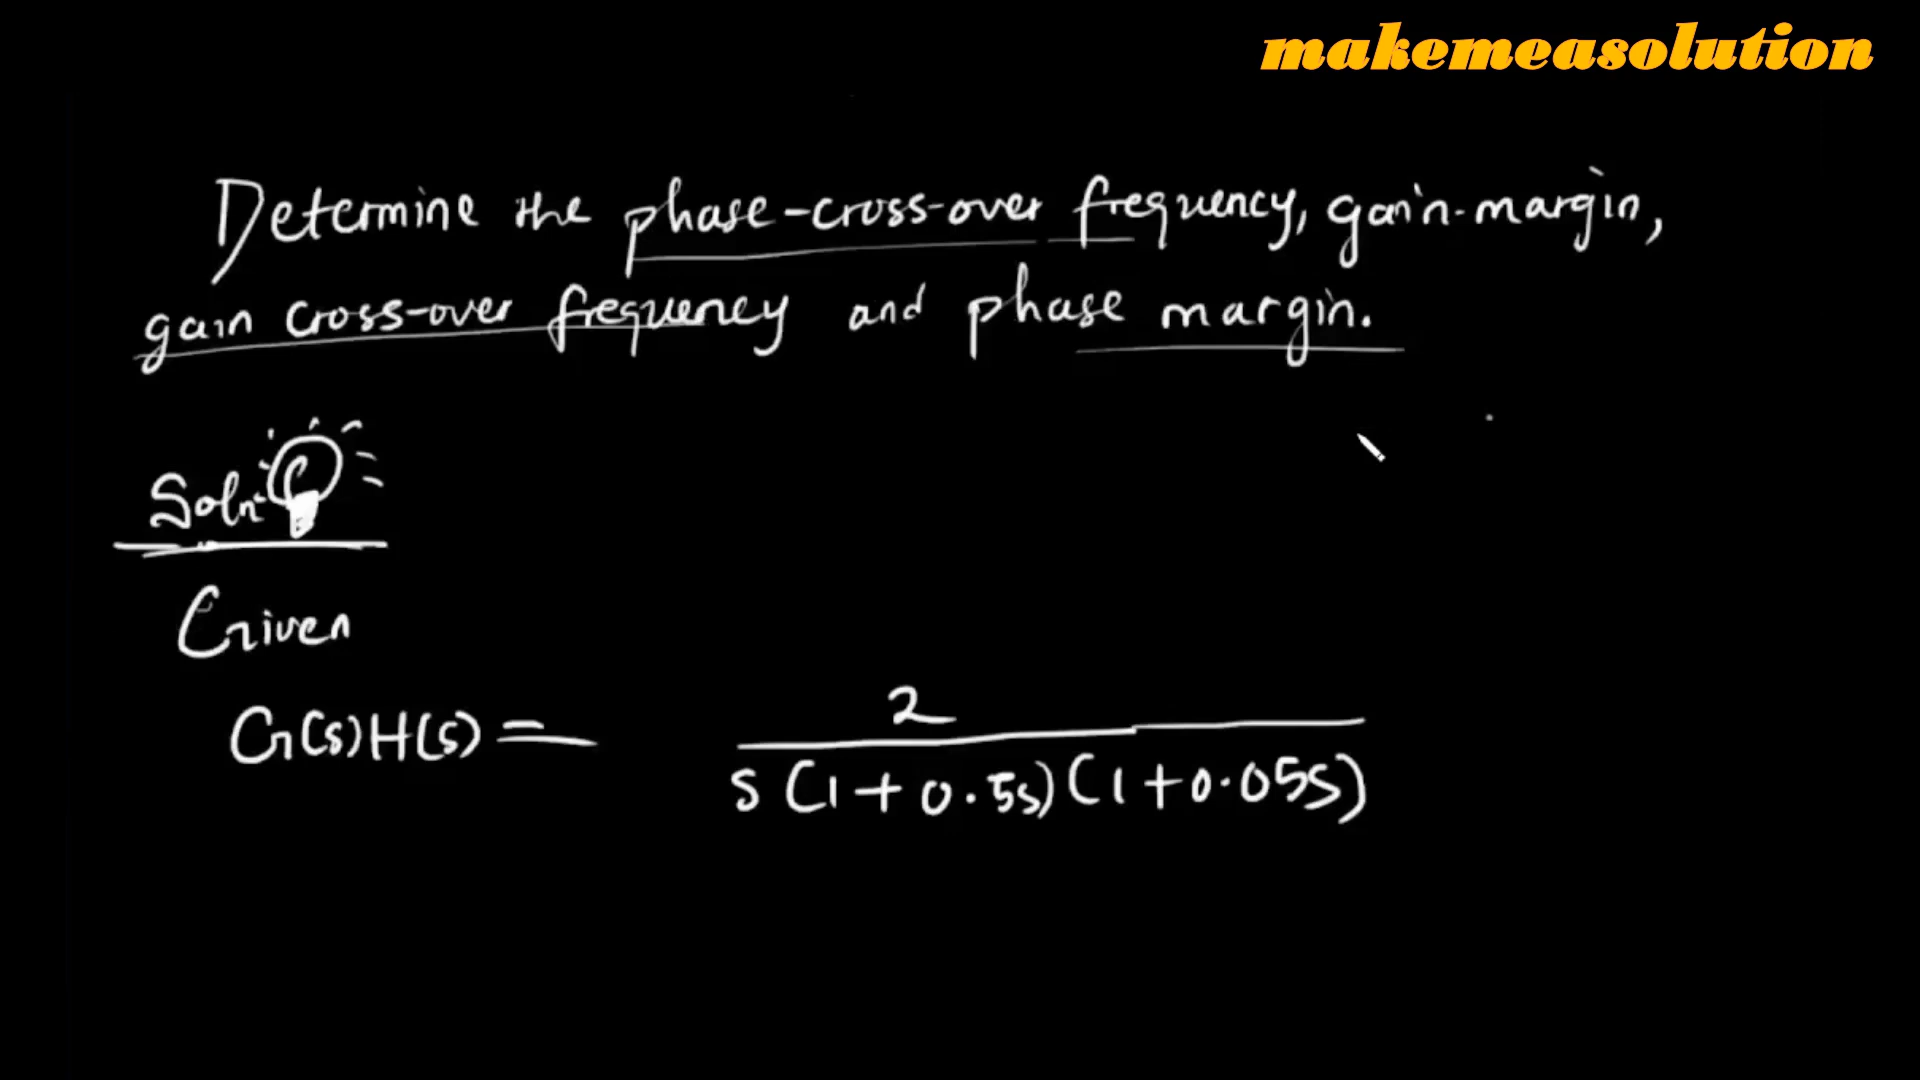 makemeasolution
Determine the phase-cross-over frequency, gain-margin,
gain cross-over frequency and phase margin.
Soln
Given
G(s)H(s) = 2 / s(1+0.5s)(1+0.05s)